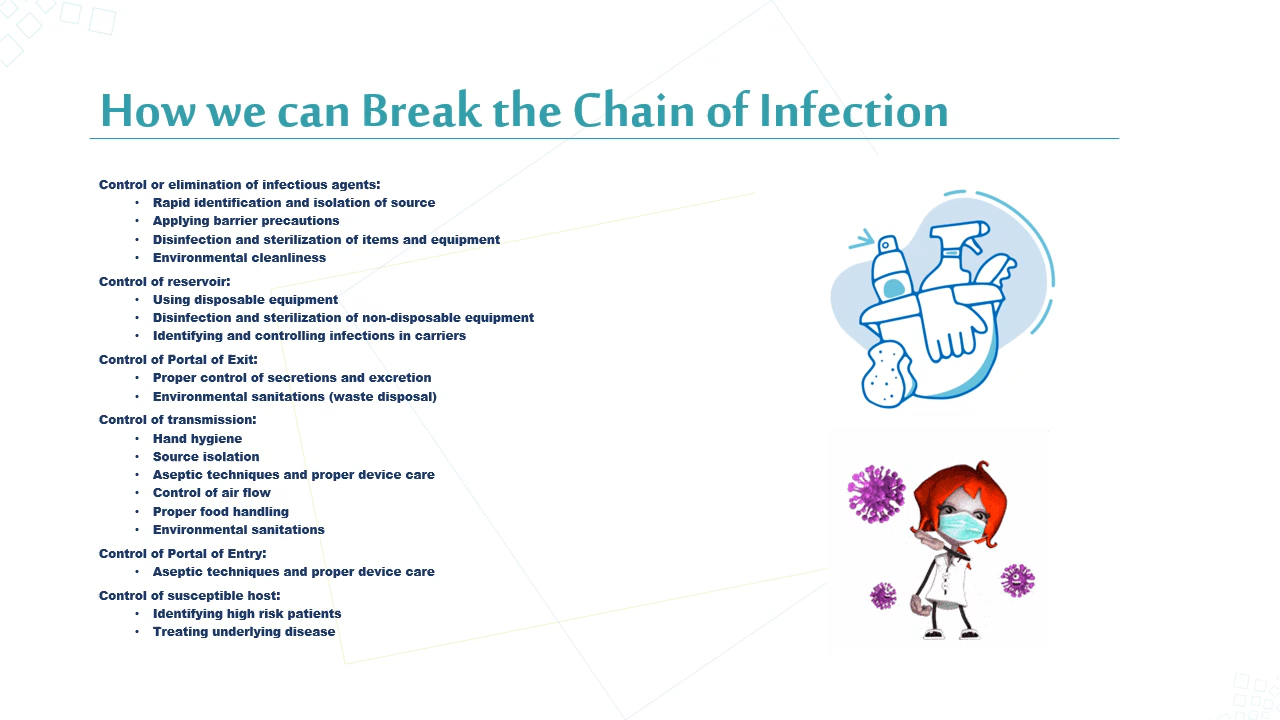 How we can Break the Chain of Infection
Control or elimination of infectious agents:
• Rapid identification and isolation of source
• Applying barrier precautions
• Disinfection and sterilization of items and equipment
• Environmental cleanliness
Control of reservoir:
• Using disposable equipment
• Disinfection and sterilization of non-disposable equipment
• Identifying and controlling infections in carriers
Control of Portal of Exit:
• Proper control of secretions and excretion
• Environmental sanitations (waste disposal)
Control of transmission:
• Hand hygiene
• Source isolation
• Aseptic techniques and proper device care
• Control of air flow
• Proper food handling
• Environmental sanitations
Control of Portal of Entry:
• Aseptic techniques and proper device care
Control of susceptible host:
• Identifying high risk patients
• Treating underlying disease